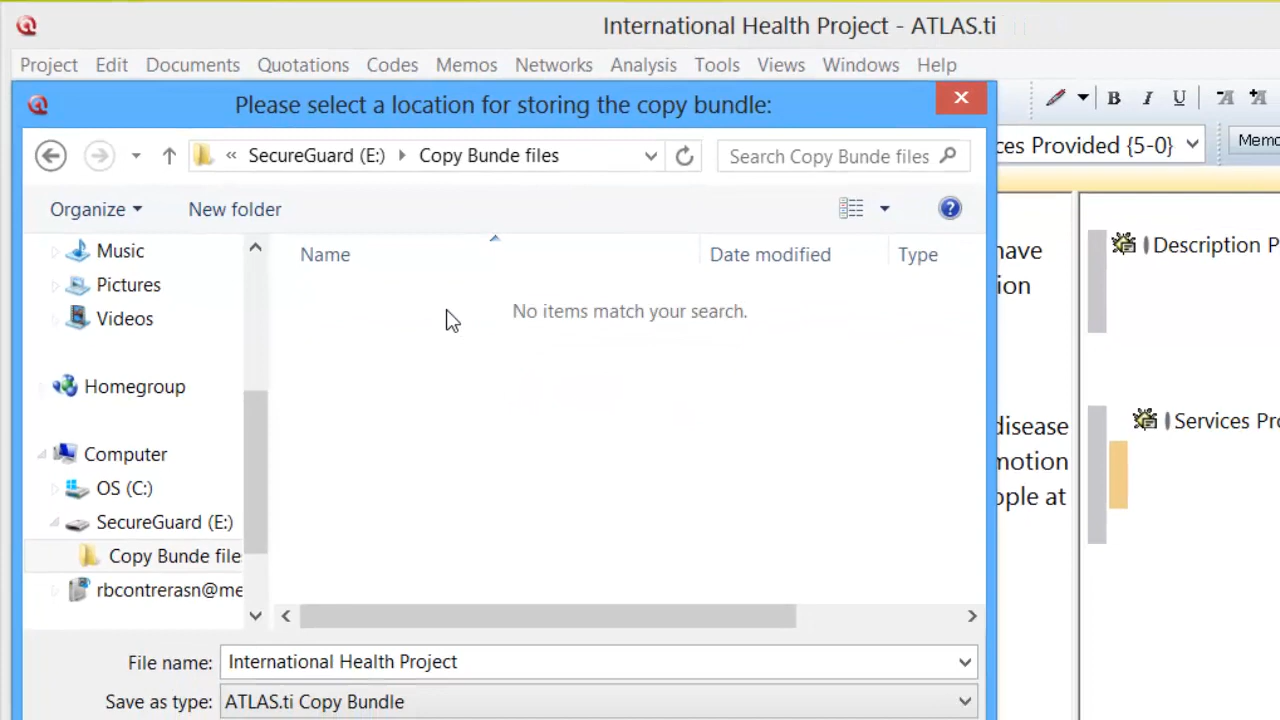 International Health Project - ATLAS.ti
Project Edit Documents Quotations Codes Memos Networks Analysis Tools Views Windows Help
Please select a location for storing the copy bundle:
B I U A A
« SecureGuard (E:) Copy Bunde files
Search Copy Bunde files
ces Provided {5-0}
Memo
Organize New folder
Name Date modified Type
No items match your search.
Music
Pictures
Videos
Homegroup
Computer
OS (C:)
SecureGuard (E:)
Copy Bunde file
rbcontrerasn@me
have
ion
disease
motion
ople at
Description P
Services Pro
File name: International Health Project
Save as type: ATLAS.ti Copy Bundle